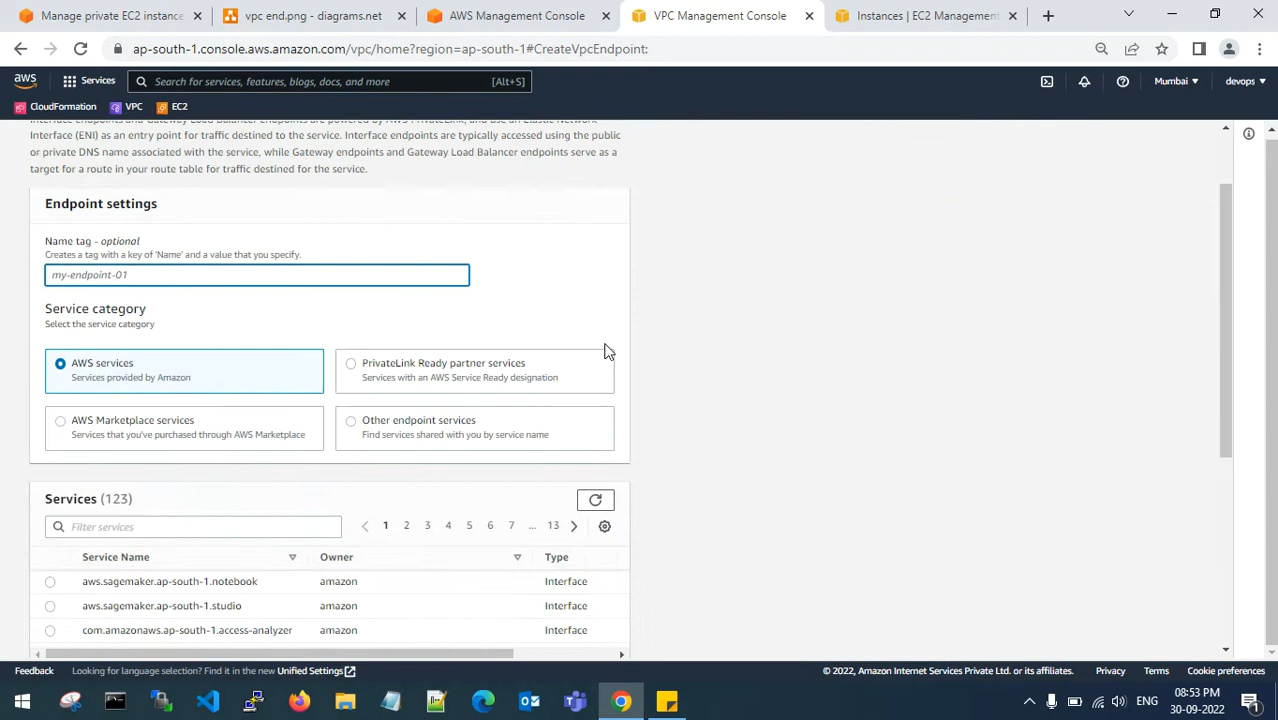 Manage private EC2 instance
vpc end.png - diagrams.net
AWS Management Console
VPC Management Console
Instances | EC2 Management
ap-south-1.console.aws.amazon.com/vpc/home?region=ap-south-1#CreateVpcEndpoint:
aws
Services
Search for services, features, blogs, docs, and more
[Alt+S]
Mumbai
devops
CloudFormation
VPC
EC2
Interface endpoints and Gateway Load Balancer endpoints are powered by AWS PrivateLink, and use an Elastic Network
Interface (ENI) as an entry point for traffic destined to the service. Interface endpoints are typically accessed using the public
or private DNS name associated with the service, while Gateway endpoints and Gateway Load Balancer endpoints serve as a
target for a route in your route table for traffic destined for the service.
Endpoint settings
Name tag - optional
Creates a tag with a key of 'Name' and a value that you specify.
my-endpoint-01
Service category
Select the service category
AWS services
Services provided by Amazon
PrivateLink Ready partner services
Services with an AWS Service Ready designation
AWS Marketplace services
Services that you've purchased through AWS Marketplace
Other endpoint services
Find services shared with you by service name
Services (123)
Filter services
1 2 3 4 5 6 7 ... 13
Service Name
Owner
Type
aws.sagemaker.ap-south-1.notebook
amazon
Interface
aws.sagemaker.ap-south-1.studio
amazon
Interface
com.amazonaws.ap-south-1.access-analyzer
amazon
Interface
Feedback
Looking for language selection? Find it in the new Unified Settings
© 2022, Amazon Internet Services Private Ltd. or its affiliates.
Privacy
Terms
Cookie preferences
ENG
08:53 PM
30-09-2022
1